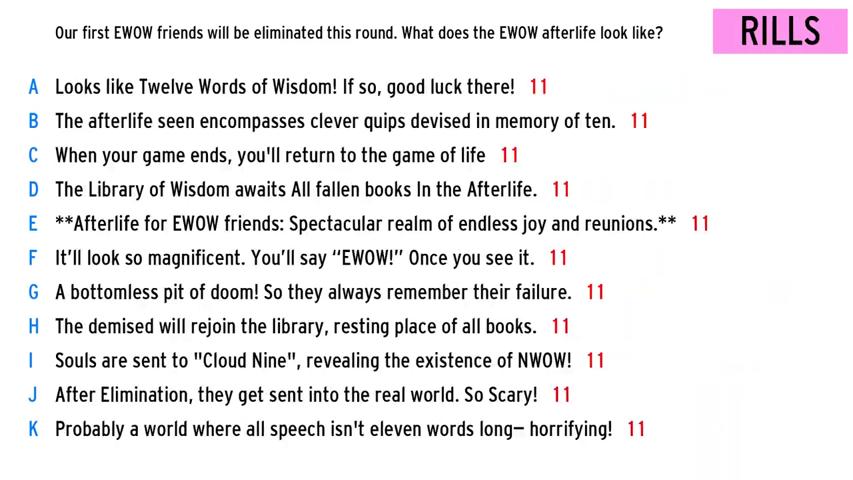 Our first EWOW friends will be eliminated this round. What does the EWOW afterlife look like?
RILLS
A Looks like Twelve Words of Wisdom! If so, good luck there! 11
B The afterlife seen encompasses clever quips devised in memory of ten. 11
C When your game ends, you'll return to the game of life 11
D The Library of Wisdom awaits All fallen books In the Afterlife. 11
E **Afterlife for EWOW friends: Spectacular realm of endless joy and reunions.** 11
F It’ll look so magnificent. You’ll say “EWOW!” Once you see it. 11
G A bottomless pit of doom! So they always remember their failure. 11
H The demised will rejoin the library, resting place of all books. 11
I Souls are sent to "Cloud Nine", revealing the existence of NWOW! 11
J After Elimination, they get sent into the real world. So Scary! 11
K Probably a world where all speech isn't eleven words long— horrifying! 11